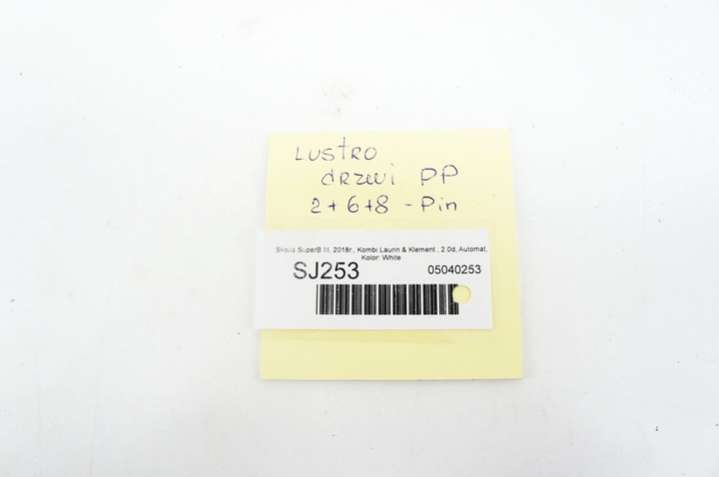 LUSTRO
drzwi PP
2+6+8 - Pin
Skoda SuperB III, 2018r., Kombi Laurin & Klement , 2.0d, Automat,
Kolor: White
SJ253
05040253